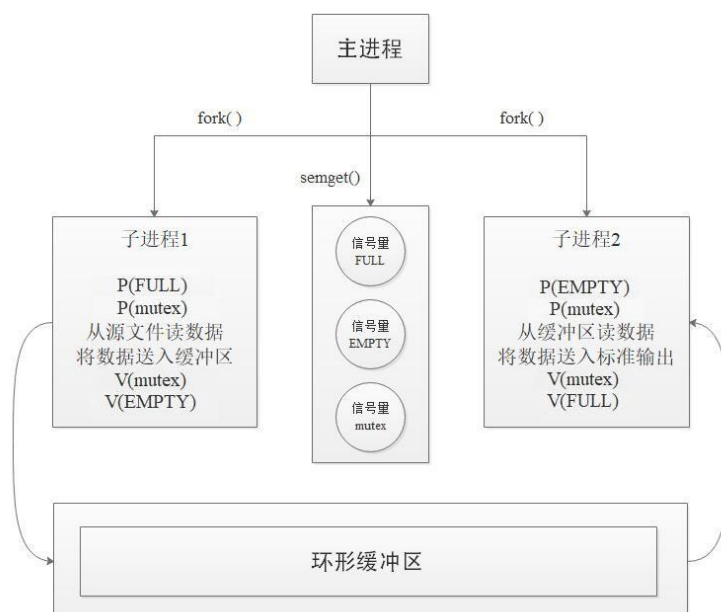 主进程
fork( )
fork( )
semget()
子进程1
P(FULL)
P(mutex)
从源文件读数据
将数据送入缓冲区
V(mutex)
V(EMPTY)
信号量
FULL
信号量
EMPTY
信号量
mutex
子进程2
P(EMPTY)
P(mutex)
从缓冲区读数据
将数据送入标准输出
V(mutex)
V(FULL)
环形缓冲区